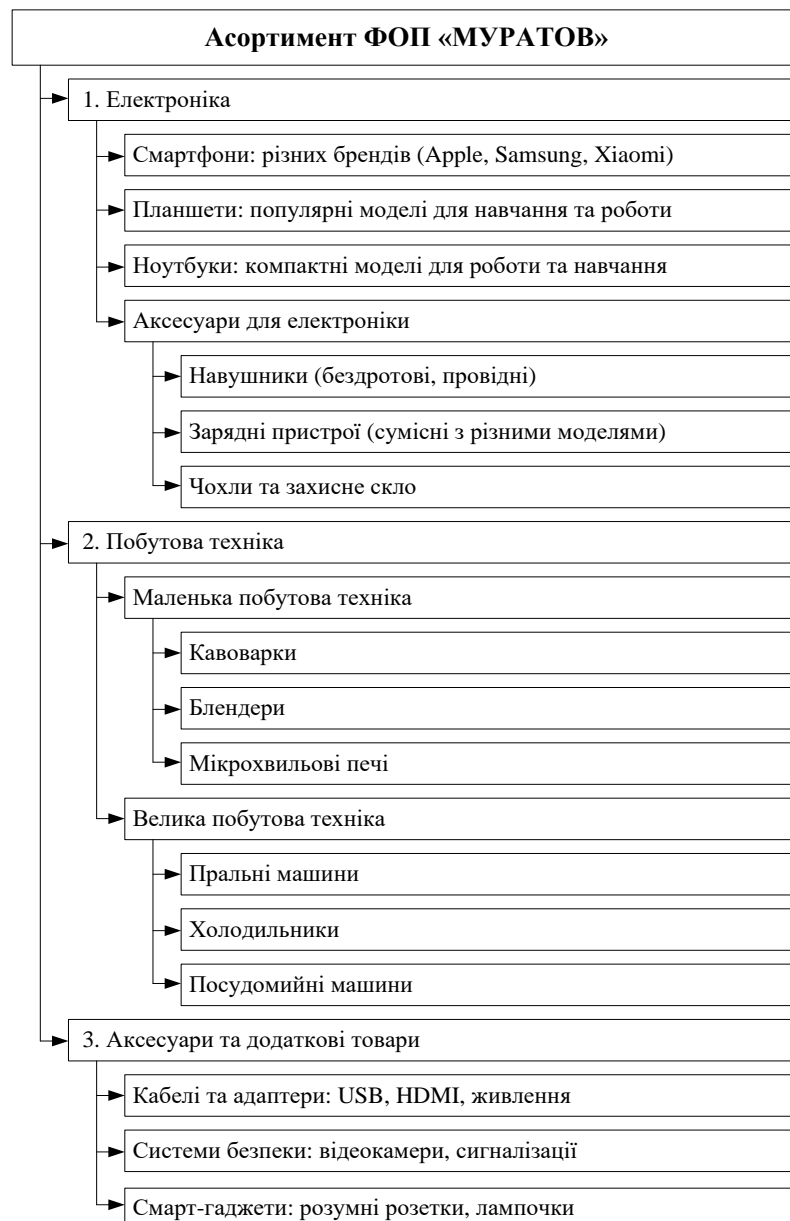 Асортимент ФОП «МУРАТОВ»
1. Електроніка
Смартфони: різних брендів (Apple, Samsung, Xiaomi)
Планшети: популярні моделі для навчання та роботи
Ноутбуки: компактні моделі для роботи та навчання
Аксесуари для електроніки
Навушники (бездротові, провідні)
Зарядні пристрої (сумісні з різними моделями)
Чохли та захисне скло
2. Побутова техніка
Маленька побутова техніка
Кавоварки
Блендери
Мікрохвильові печі
Велика побутова техніка
Пральні машини
Холодильники
Посудомийні машини
3. Аксесуари та додаткові товари
Кабелі та адаптери: USB, HDMI, живлення
Системи безпеки: відеокамери, сигналізації
Смарт-гаджети: розумні розетки, лампочки